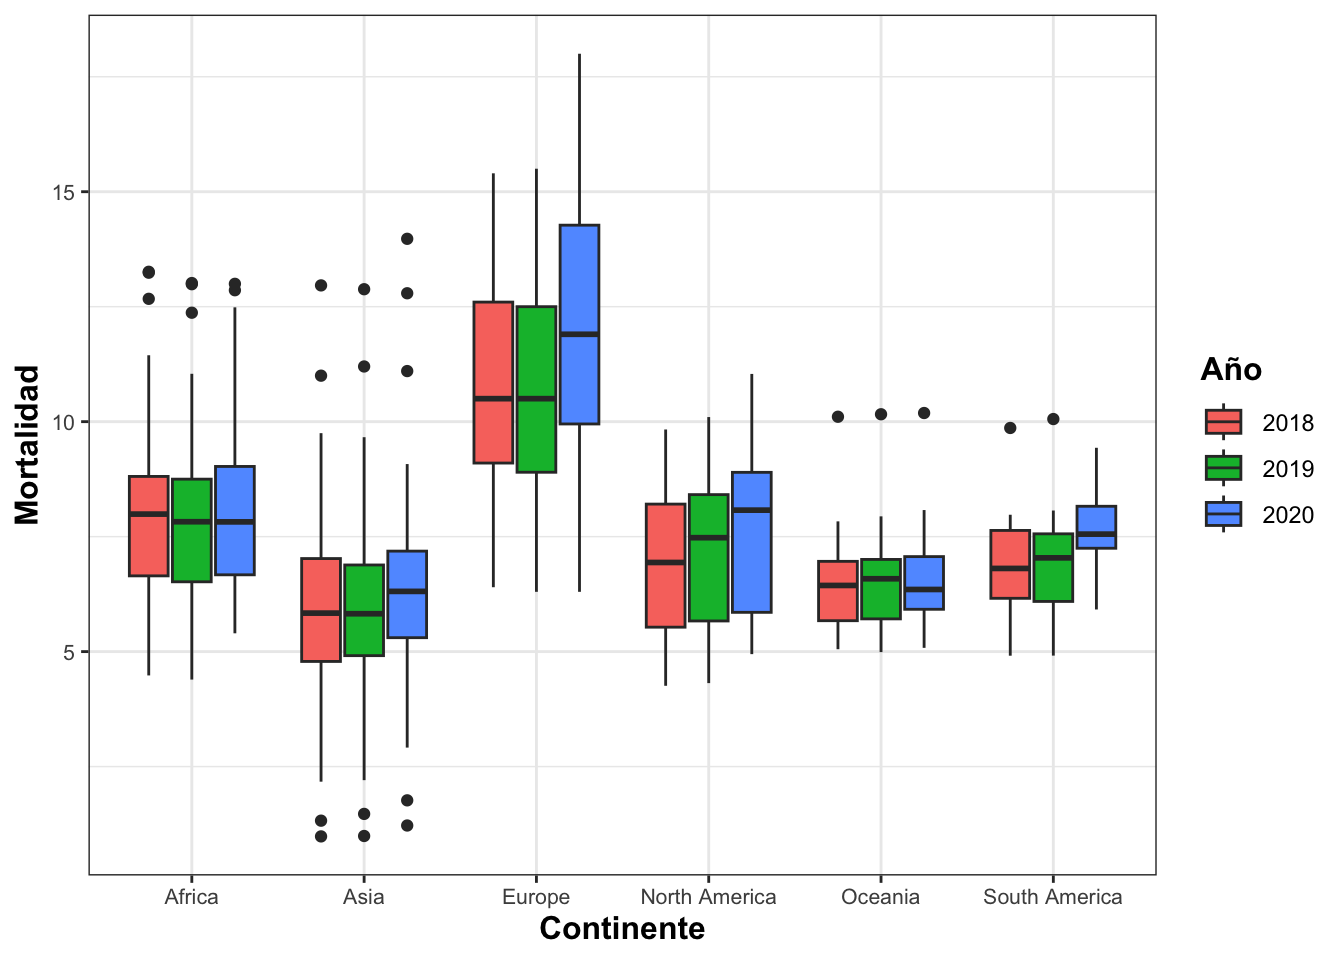 15
10
5
Mortalidad
Africa
Asia
Europe
North America
Oceania
South America
Continente
Año
2018
2019
2020